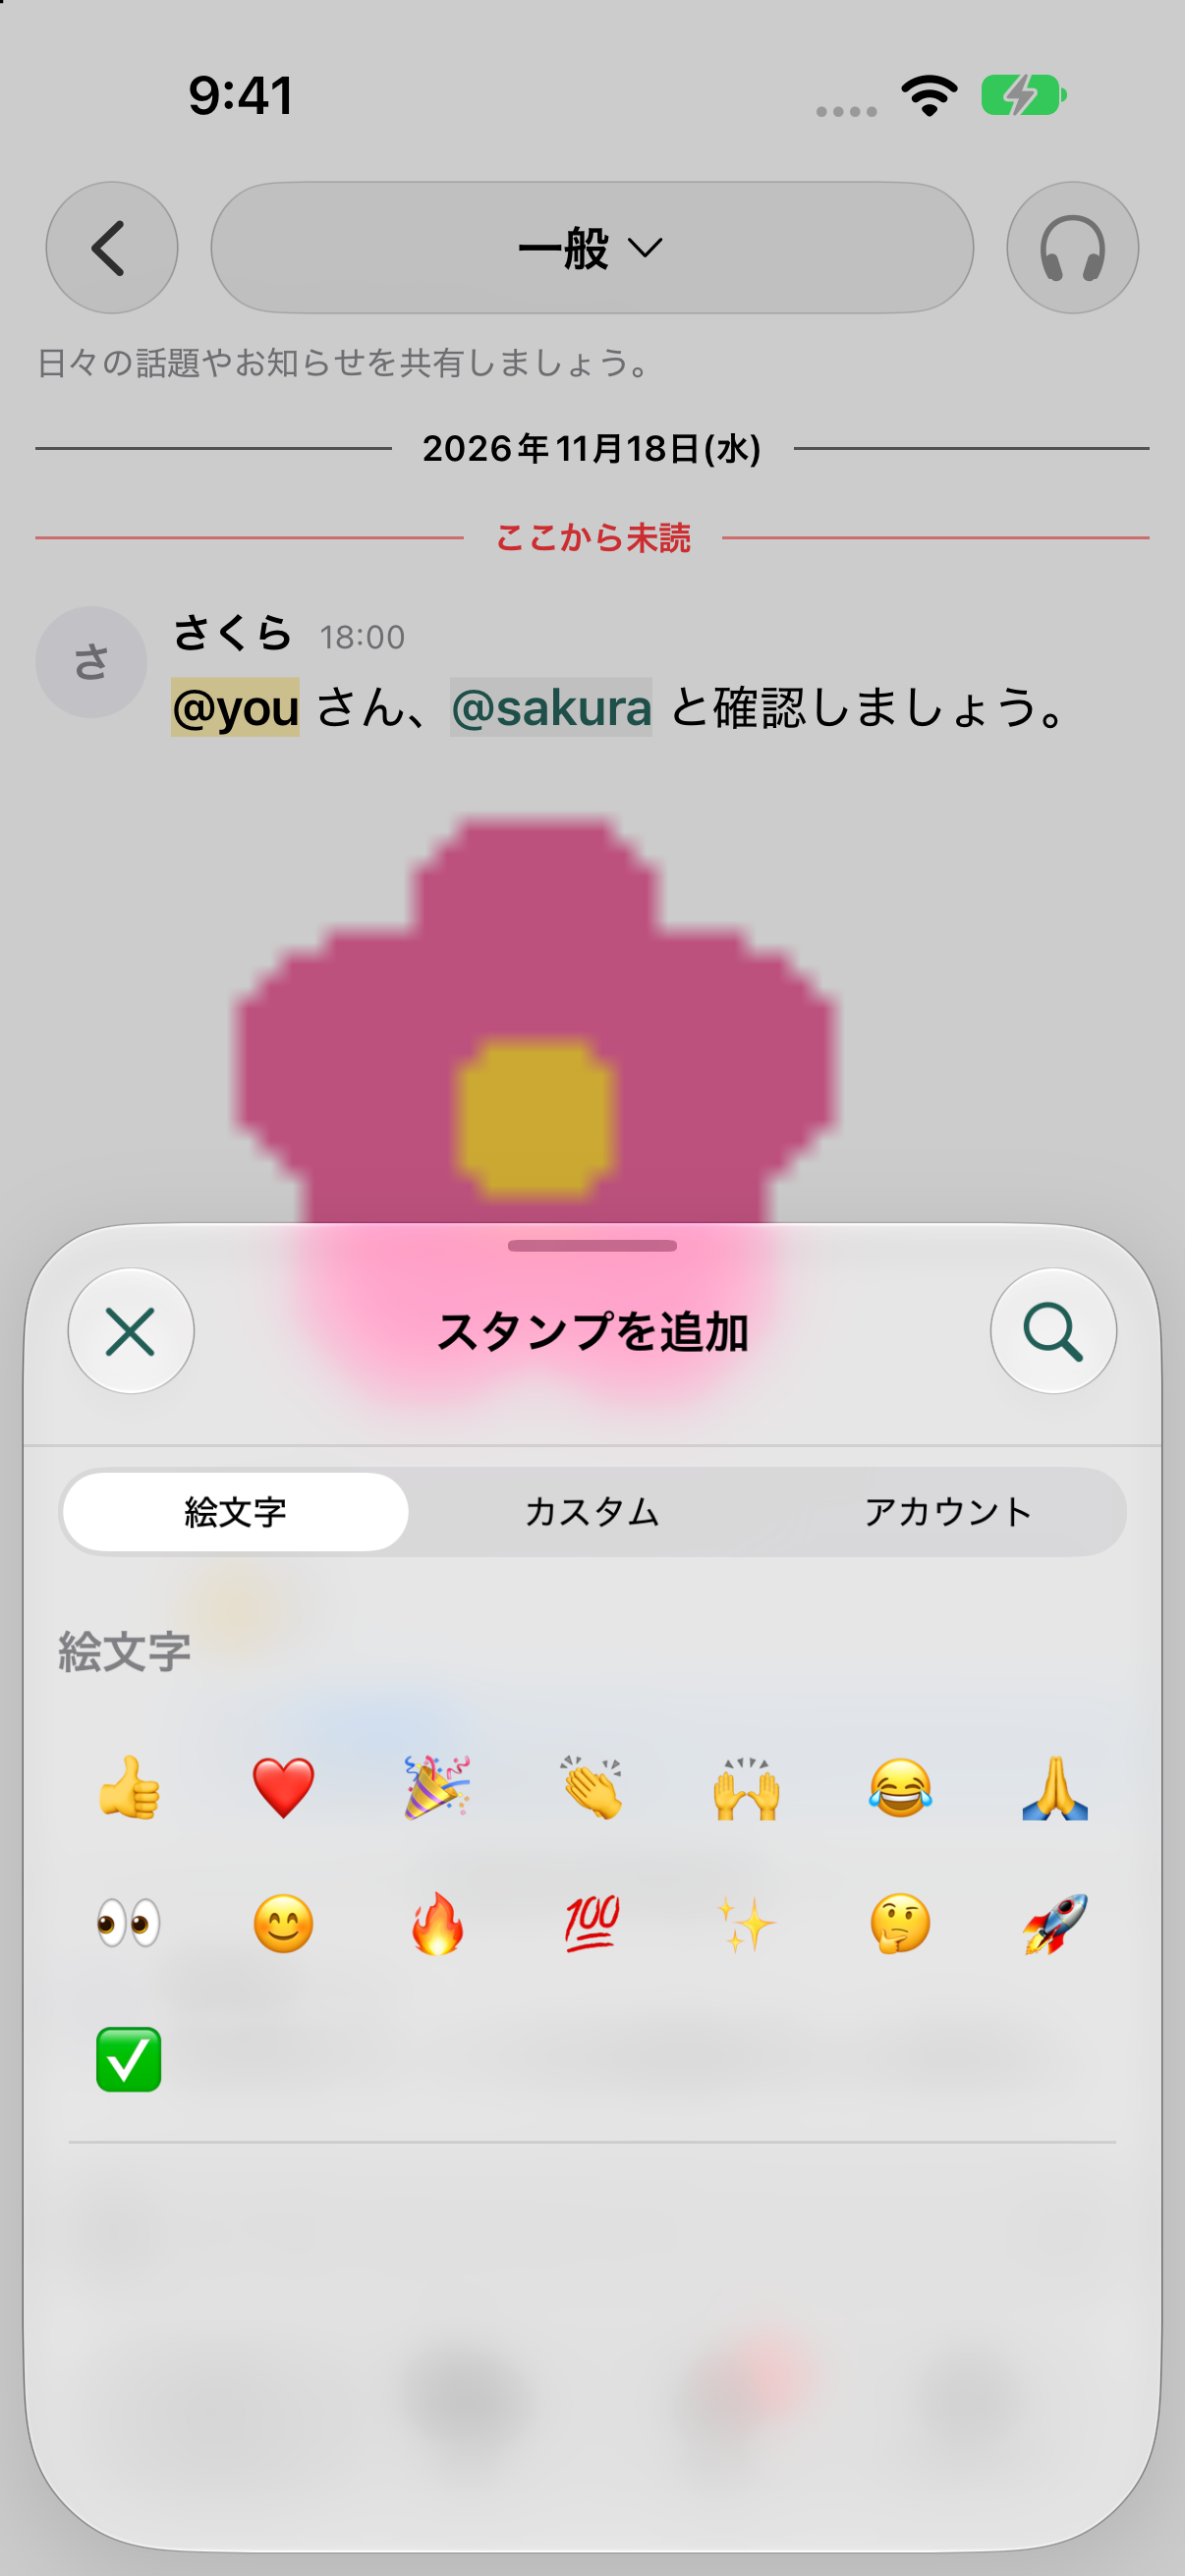 9:41
一般
日々の話題やお知らせを共有しましょう。
2026年11月18日(水)
ここから未読
さ
さくら 18:00
@you さん、@sakura と確認しましょう。
スタンプを追加
絵文字 カスタム アカウント
絵文字
👍 ❤️ 🎉 👏 🙌 😂 🙏
👀 😊 🔥 💯 ✨ 🤔 🚀
✅